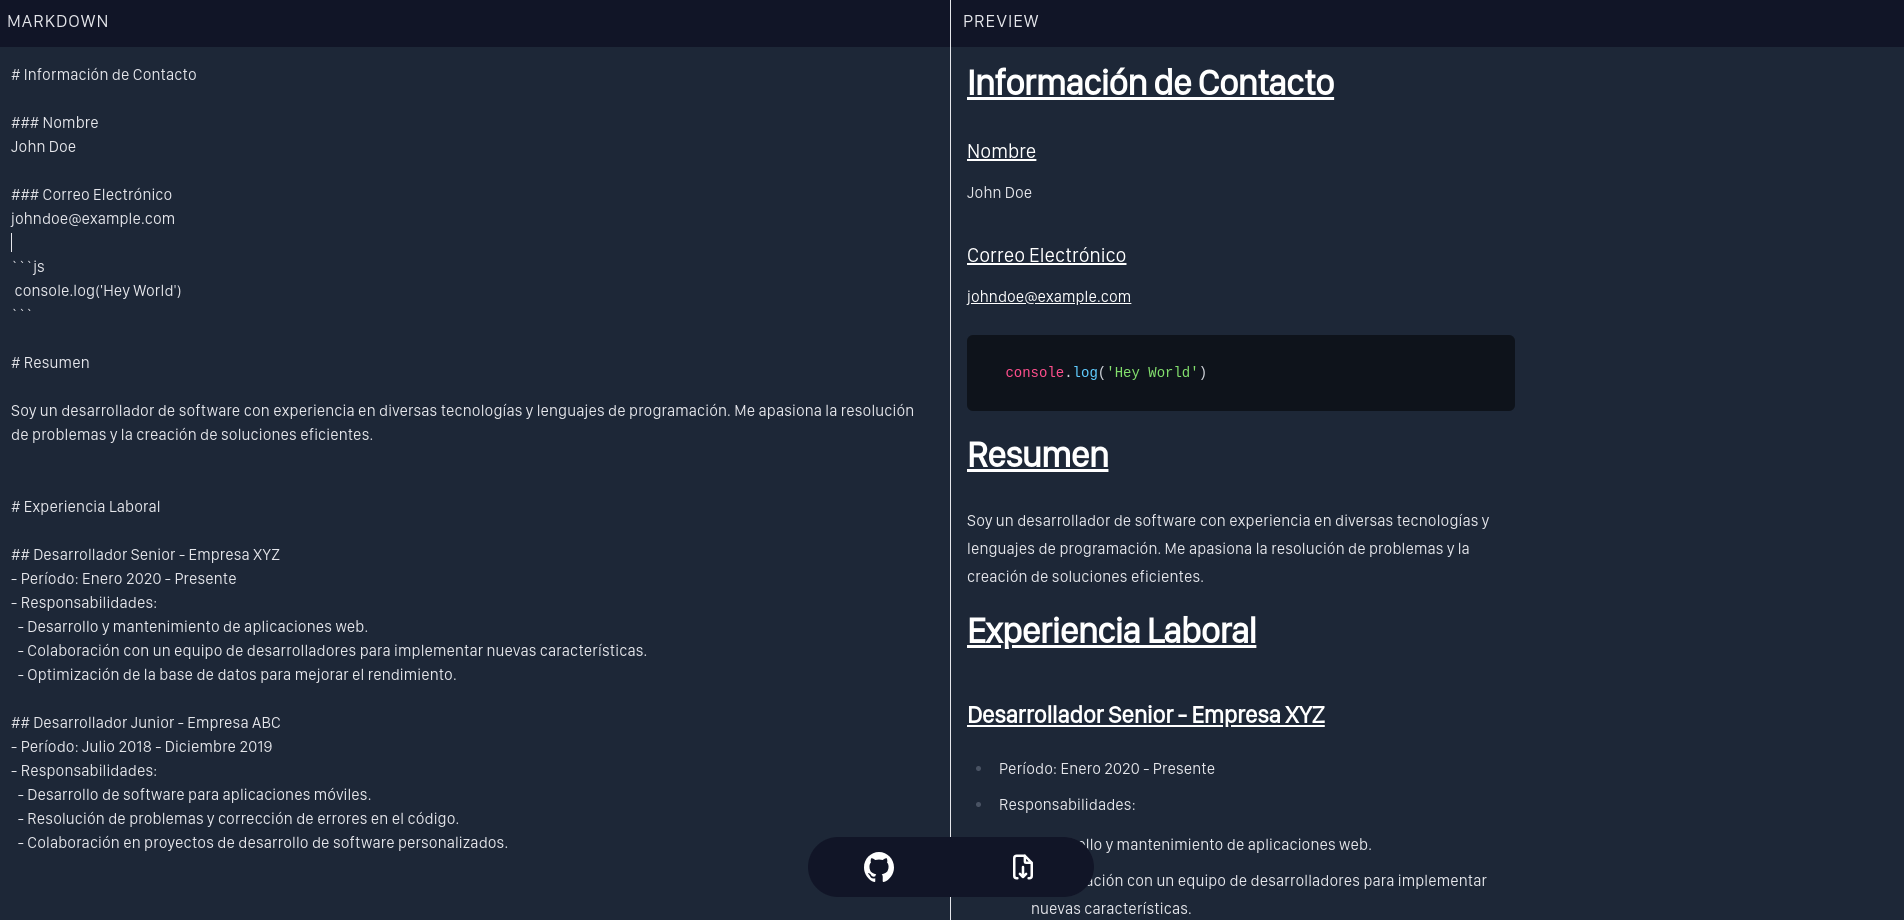 MARKDOWN
# Información de Contacto
### Nombre
John Doe
### Correo Electrónico
johndoe@example.com
```js
console.log('Hey World')
```
# Resumen
Soy un desarrollador de software con experiencia en diversas tecnologías y lenguajes de programación. Me apasiona la resolución
de problemas y la creación de soluciones eficientes.
# Experiencia Laboral
## Desarrollador Senior - Empresa XYZ
- Período: Enero 2020 - Presente
- Responsabilidades:
- Desarrollo y mantenimiento de aplicaciones web.
- Colaboración con un equipo de desarrolladores para implementar nuevas características.
- Optimización de la base de datos para mejorar el rendimiento.
## Desarrollador Junior - Empresa ABC
- Período: Julio 2018 - Diciembre 2019
- Responsabilidades:
- Desarrollo de software para aplicaciones móviles.
- Resolución de problemas y corrección de errores en el código.
- Colaboración en proyectos de desarrollo de software personalizados.
PREVIEW
Información de Contacto
Nombre
John Doe
Correo Electrónico
johndoe@example.com
console.log('Hey World')
Resumen
Soy un desarrollador de software con experiencia en diversas tecnologías y
lenguajes de programación. Me apasiona la resolución de problemas y la
creación de soluciones eficientes.
Experiencia Laboral
Desarrollador Senior - Empresa XYZ
Período: Enero 2020 - Presente
Responsabilidades:
y mantenimiento de aplicaciones web.
con un equipo de desarrolladores para implementar
nuevas características.